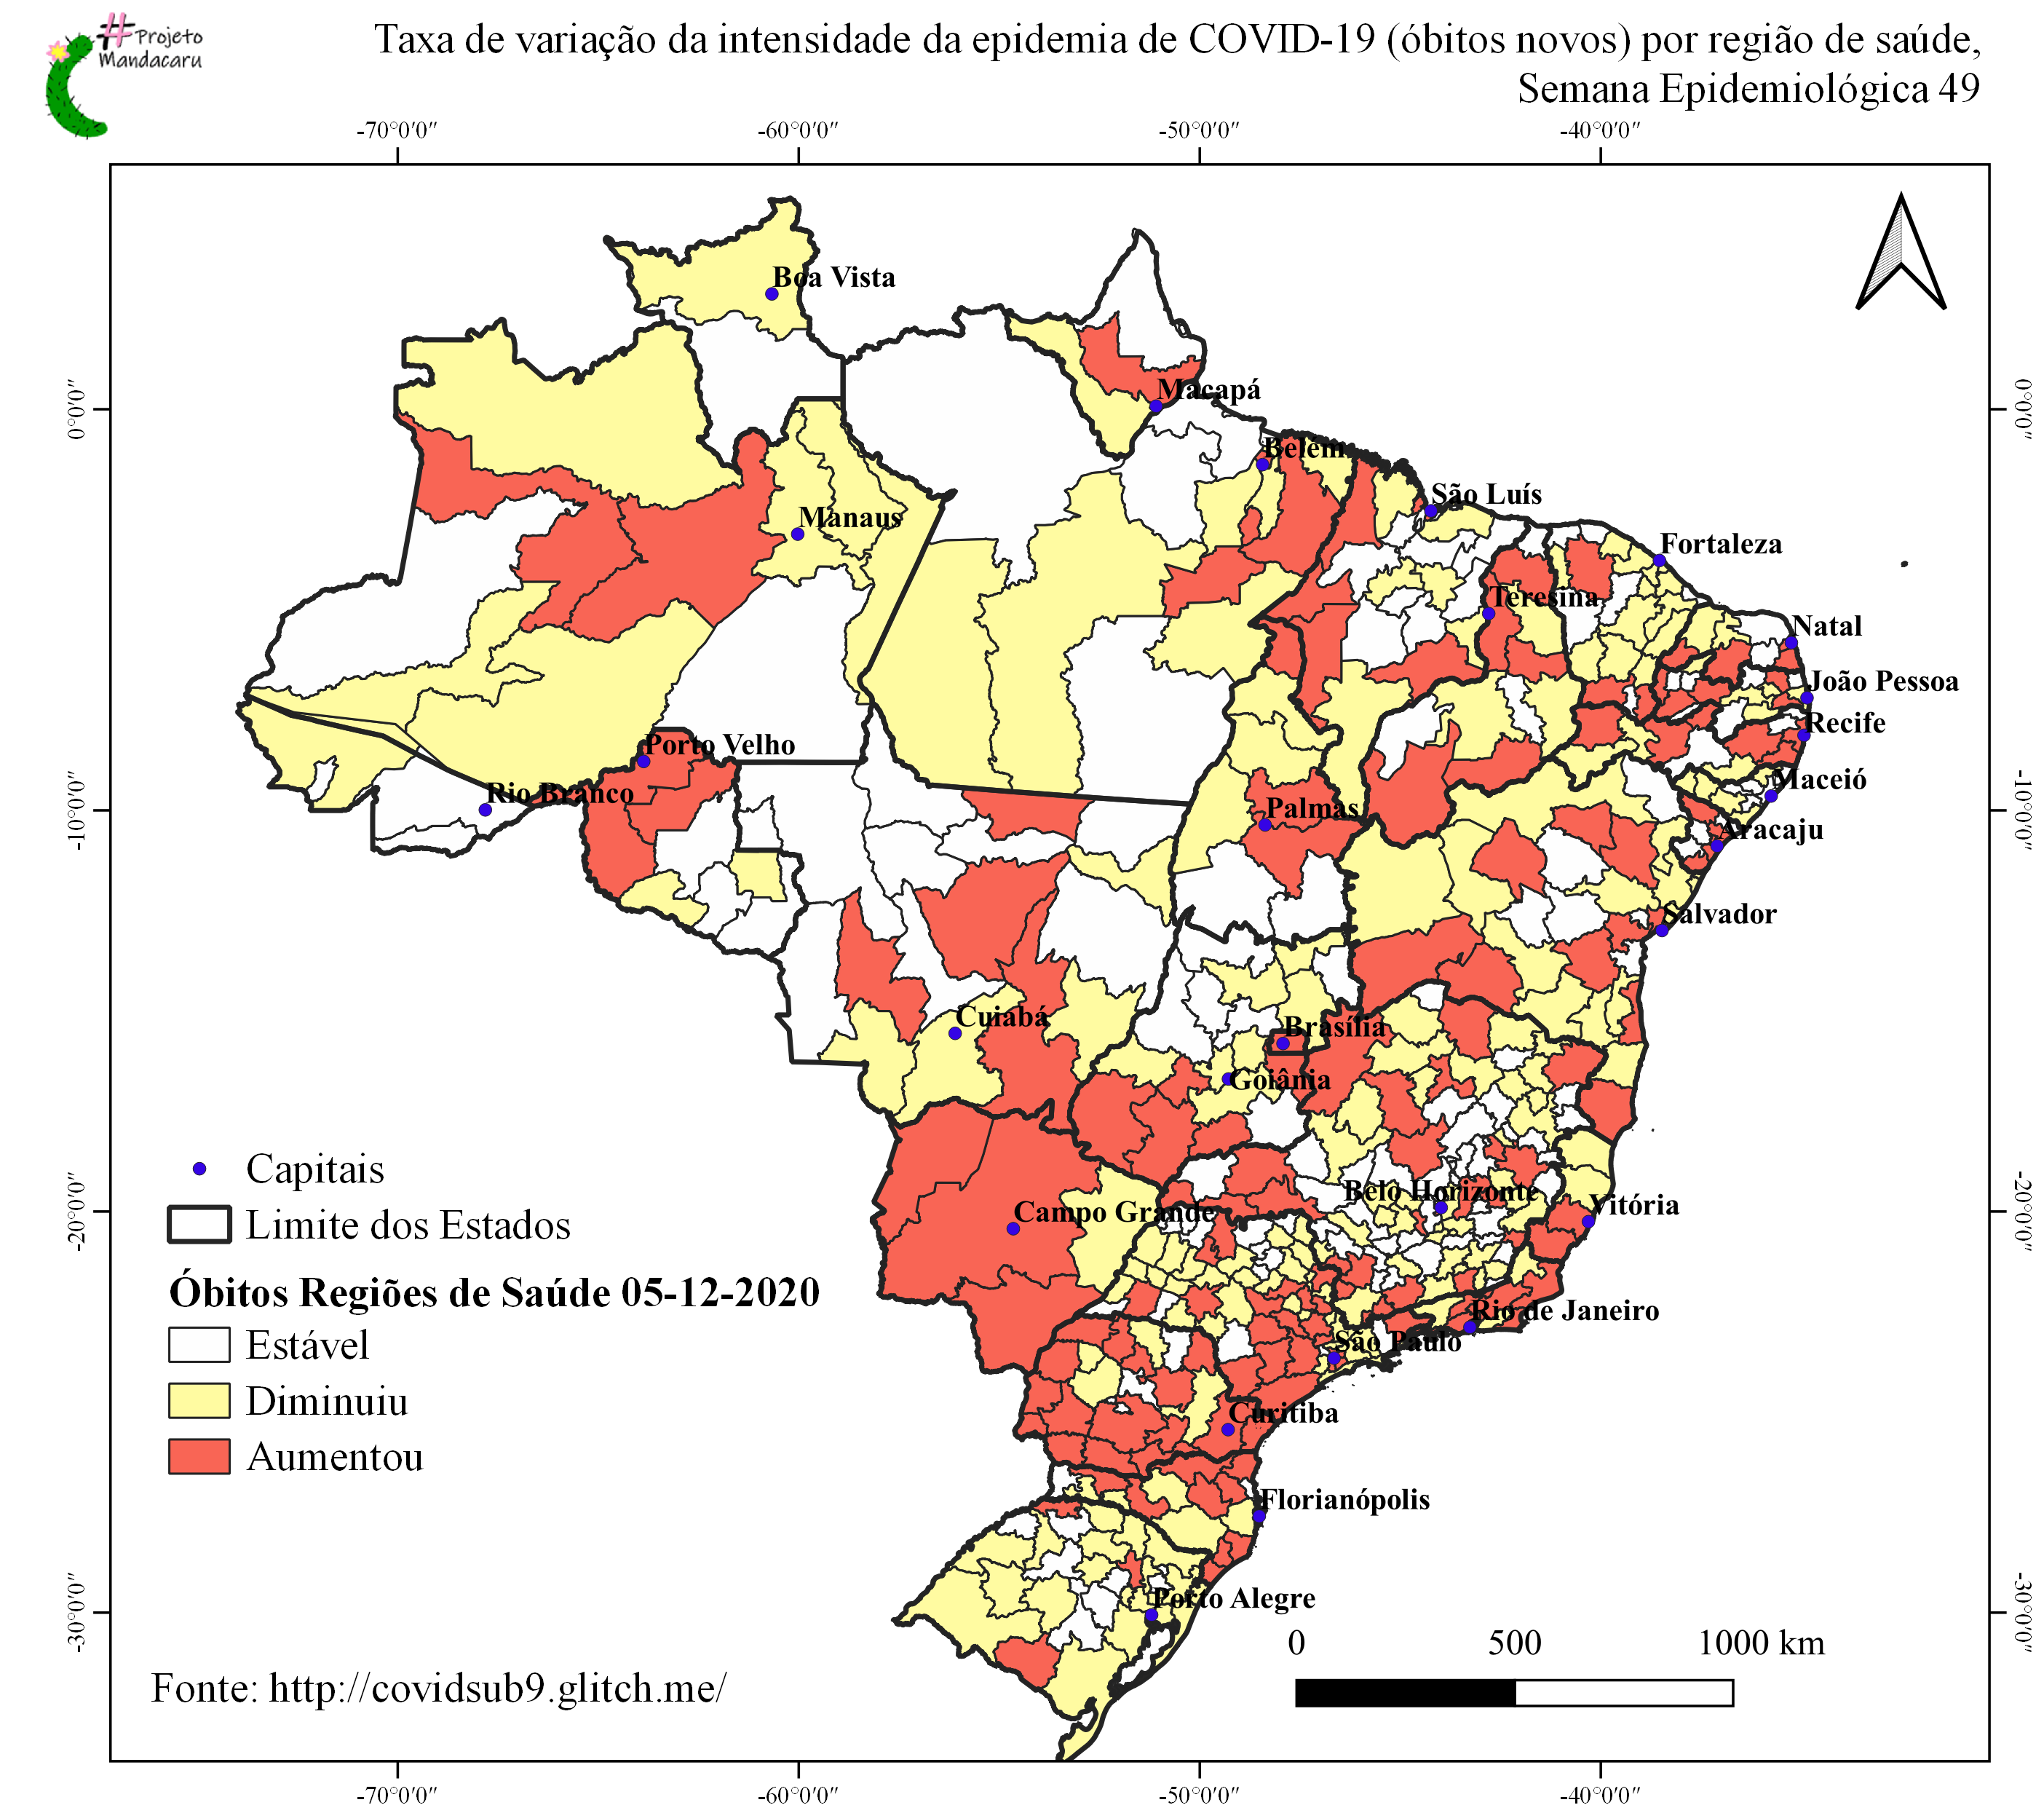 #Projeto
Mandacaru
Taxa de variação da intensidade da epidemia de COVID-19 (óbitos novos) por região de saúde,
Semana Epidemiológica 49
-70°0′0″ -60°0′0″ -50°0′0″ -40°0′0″
0°0′0″ 0°0′0″
-10°0′0″ -10°0′0″
-20°0′0″ -20°0′0″
-30°0′0″ -30°0′0″
Boa Vista
Macapá
Belém
São Luís
Manaus
Fortaleza
Teresina
Natal
João Pessoa
Recife
Porto Velho
Maceió
Rio Branco
Palmas
Aracaju
Salvador
Cuiabá
Brasília
Goiânia
Belo Horizonte
Vitória
Campo Grande
Rio de Janeiro
São Paulo
Curitiba
Florianópolis
Porto Alegre
Capitais
Limite dos Estados
Óbitos Regiões de Saúde 05-12-2020
Estável
Diminuiu
Aumentou
0 500 1000 km
Fonte: http://covidsub9.glitch.me/
-70°0′0″ -60°0′0″ -50°0′0″ -40°0′0″